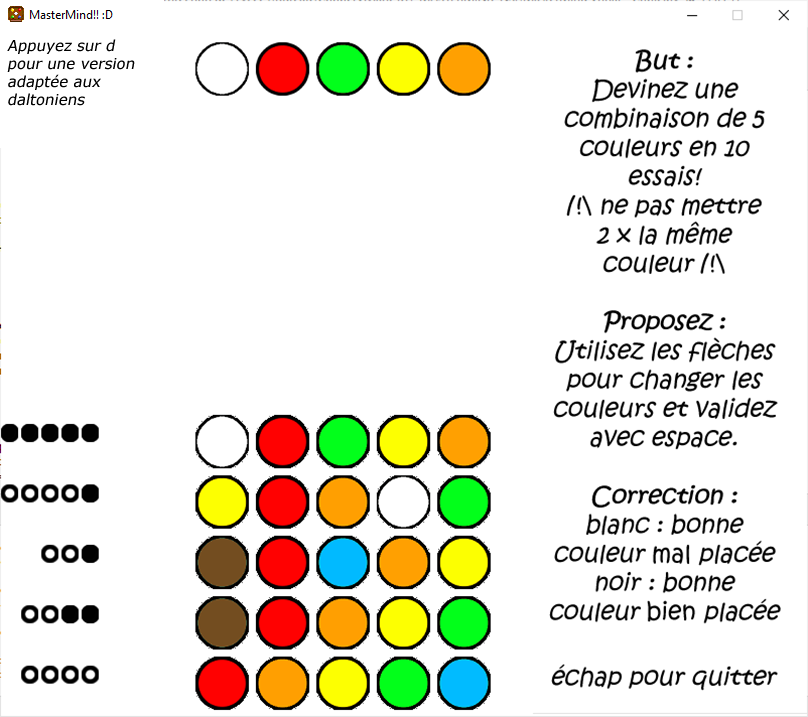 MasterMind!! :D
Appuyez sur d
pour une version
adaptée aux
daltoniens
But :
Devinez une
combinaison de 5
couleurs en 10
essais!
/!\ ne pas mettre
2 x la même
couleur /!\
Proposez :
Utilisez les flèches
pour changer les
couleurs et validez
avec espace.
Correction :
blanc : bonne
couleur mal placée
noir : bonne
couleur bien placée
échap pour quitter